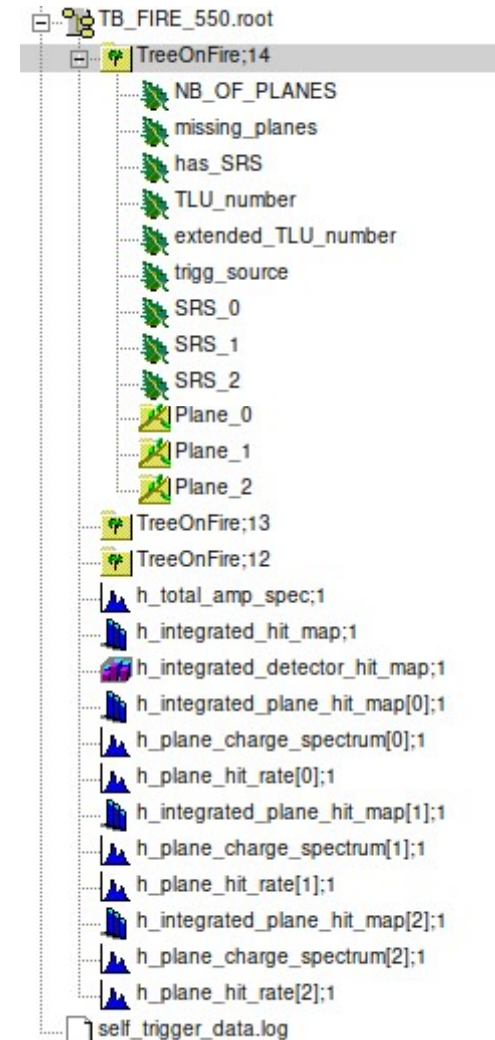 TB_FIRE_550.root
TreeOnFire;14
NB_OF_PLANES
missing_planes
has_SRS
TLU_number
extended_TLU_number
trigg_source
SRS_0
SRS_1
SRS_2
Plane_0
Plane_1
Plane_2
TreeOnFire;13
TreeOnFire;12
h_total_amp_spec;1
h_integrated_hit_map;1
h_integrated_detector_hit_map;1
h_integrated_plane_hit_map[0];1
h_plane_charge_spectrum[0];1
h_plane_hit_rate[0];1
h_integrated_plane_hit_map[1];1
h_plane_charge_spectrum[1];1
h_plane_hit_rate[1];1
h_integrated_plane_hit_map[2];1
h_plane_charge_spectrum[2];1
h_plane_hit_rate[2];1
self_trigger_data.log